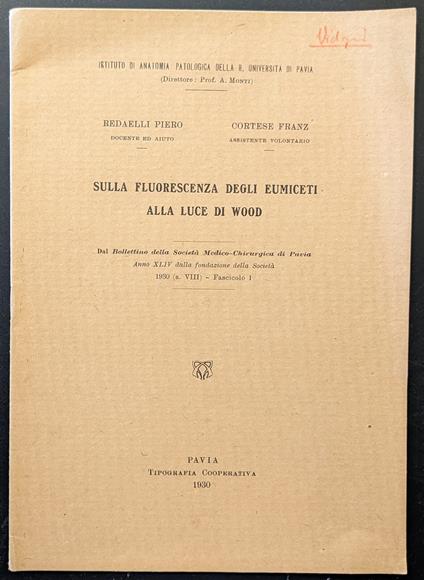 ISTITUTO DI ANATOMIA PATOLOGICA DELLA R. UNIVERSITÀ DI PAVIA
(Direttore: Prof. A. MONTI)
REDAELLI PIERO
DOCENTE ED AIUTO
CORTESE FRANZ
ASSISTENTE VOLONTARIO
SULLA FLUORESCENZA DEGLI EUMICETI
ALLA LUCE DI WOOD
Dal Bollettino della Società Medico-Chirurgica di Pavia
Anno XLIV dalla fondazione della Società
1930 (a. VIII) - Fascicolo 1
PAVIA
TIPOGRAFIA COOPERATIVA
1930